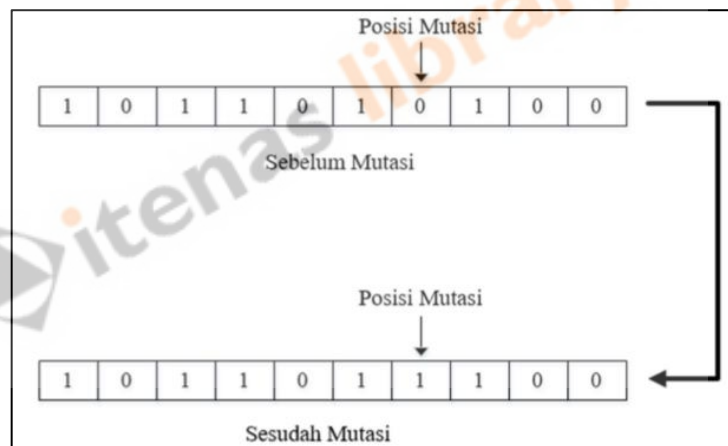 Posisi Mutasi
1 0 1 1 0 1 0 1 0 0
Sebelum Mutasi
itenas library
Posisi Mutasi
1 0 1 1 0 1 1 1 0 0
Sesudah Mutasi